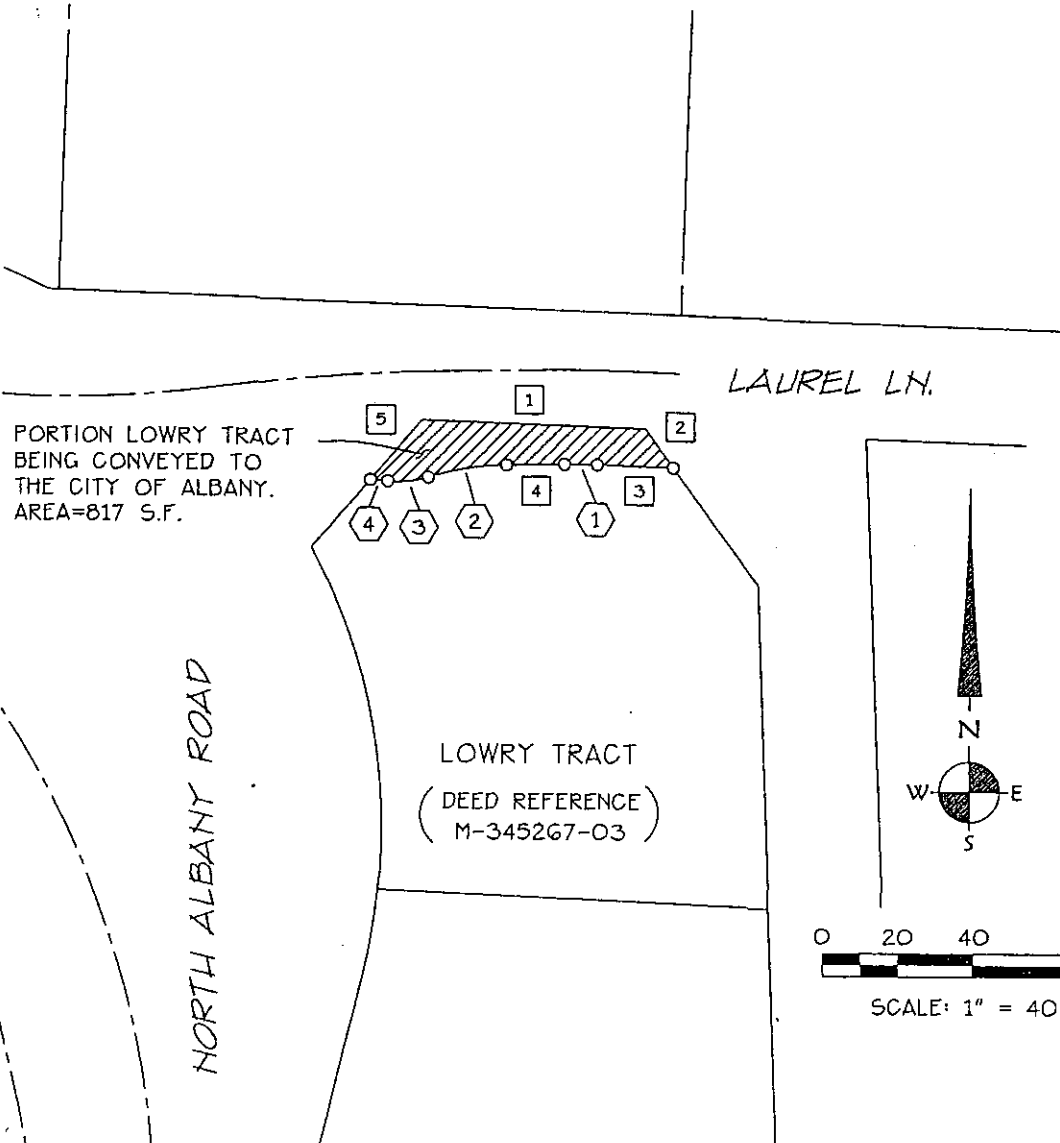 LAUREL LN.
1
5
2
PORTION LOWRY TRACT
BEING CONVEYED TO
THE CITY OF ALBANY.
AREA=817 S.F.
4
3
4
3
2
1
NORTH ALBANY ROAD
LOWRY TRACT
( DEED REFERENCE )
M-345267-03
N
W E
S
0 20 40
SCALE: 1" = 40